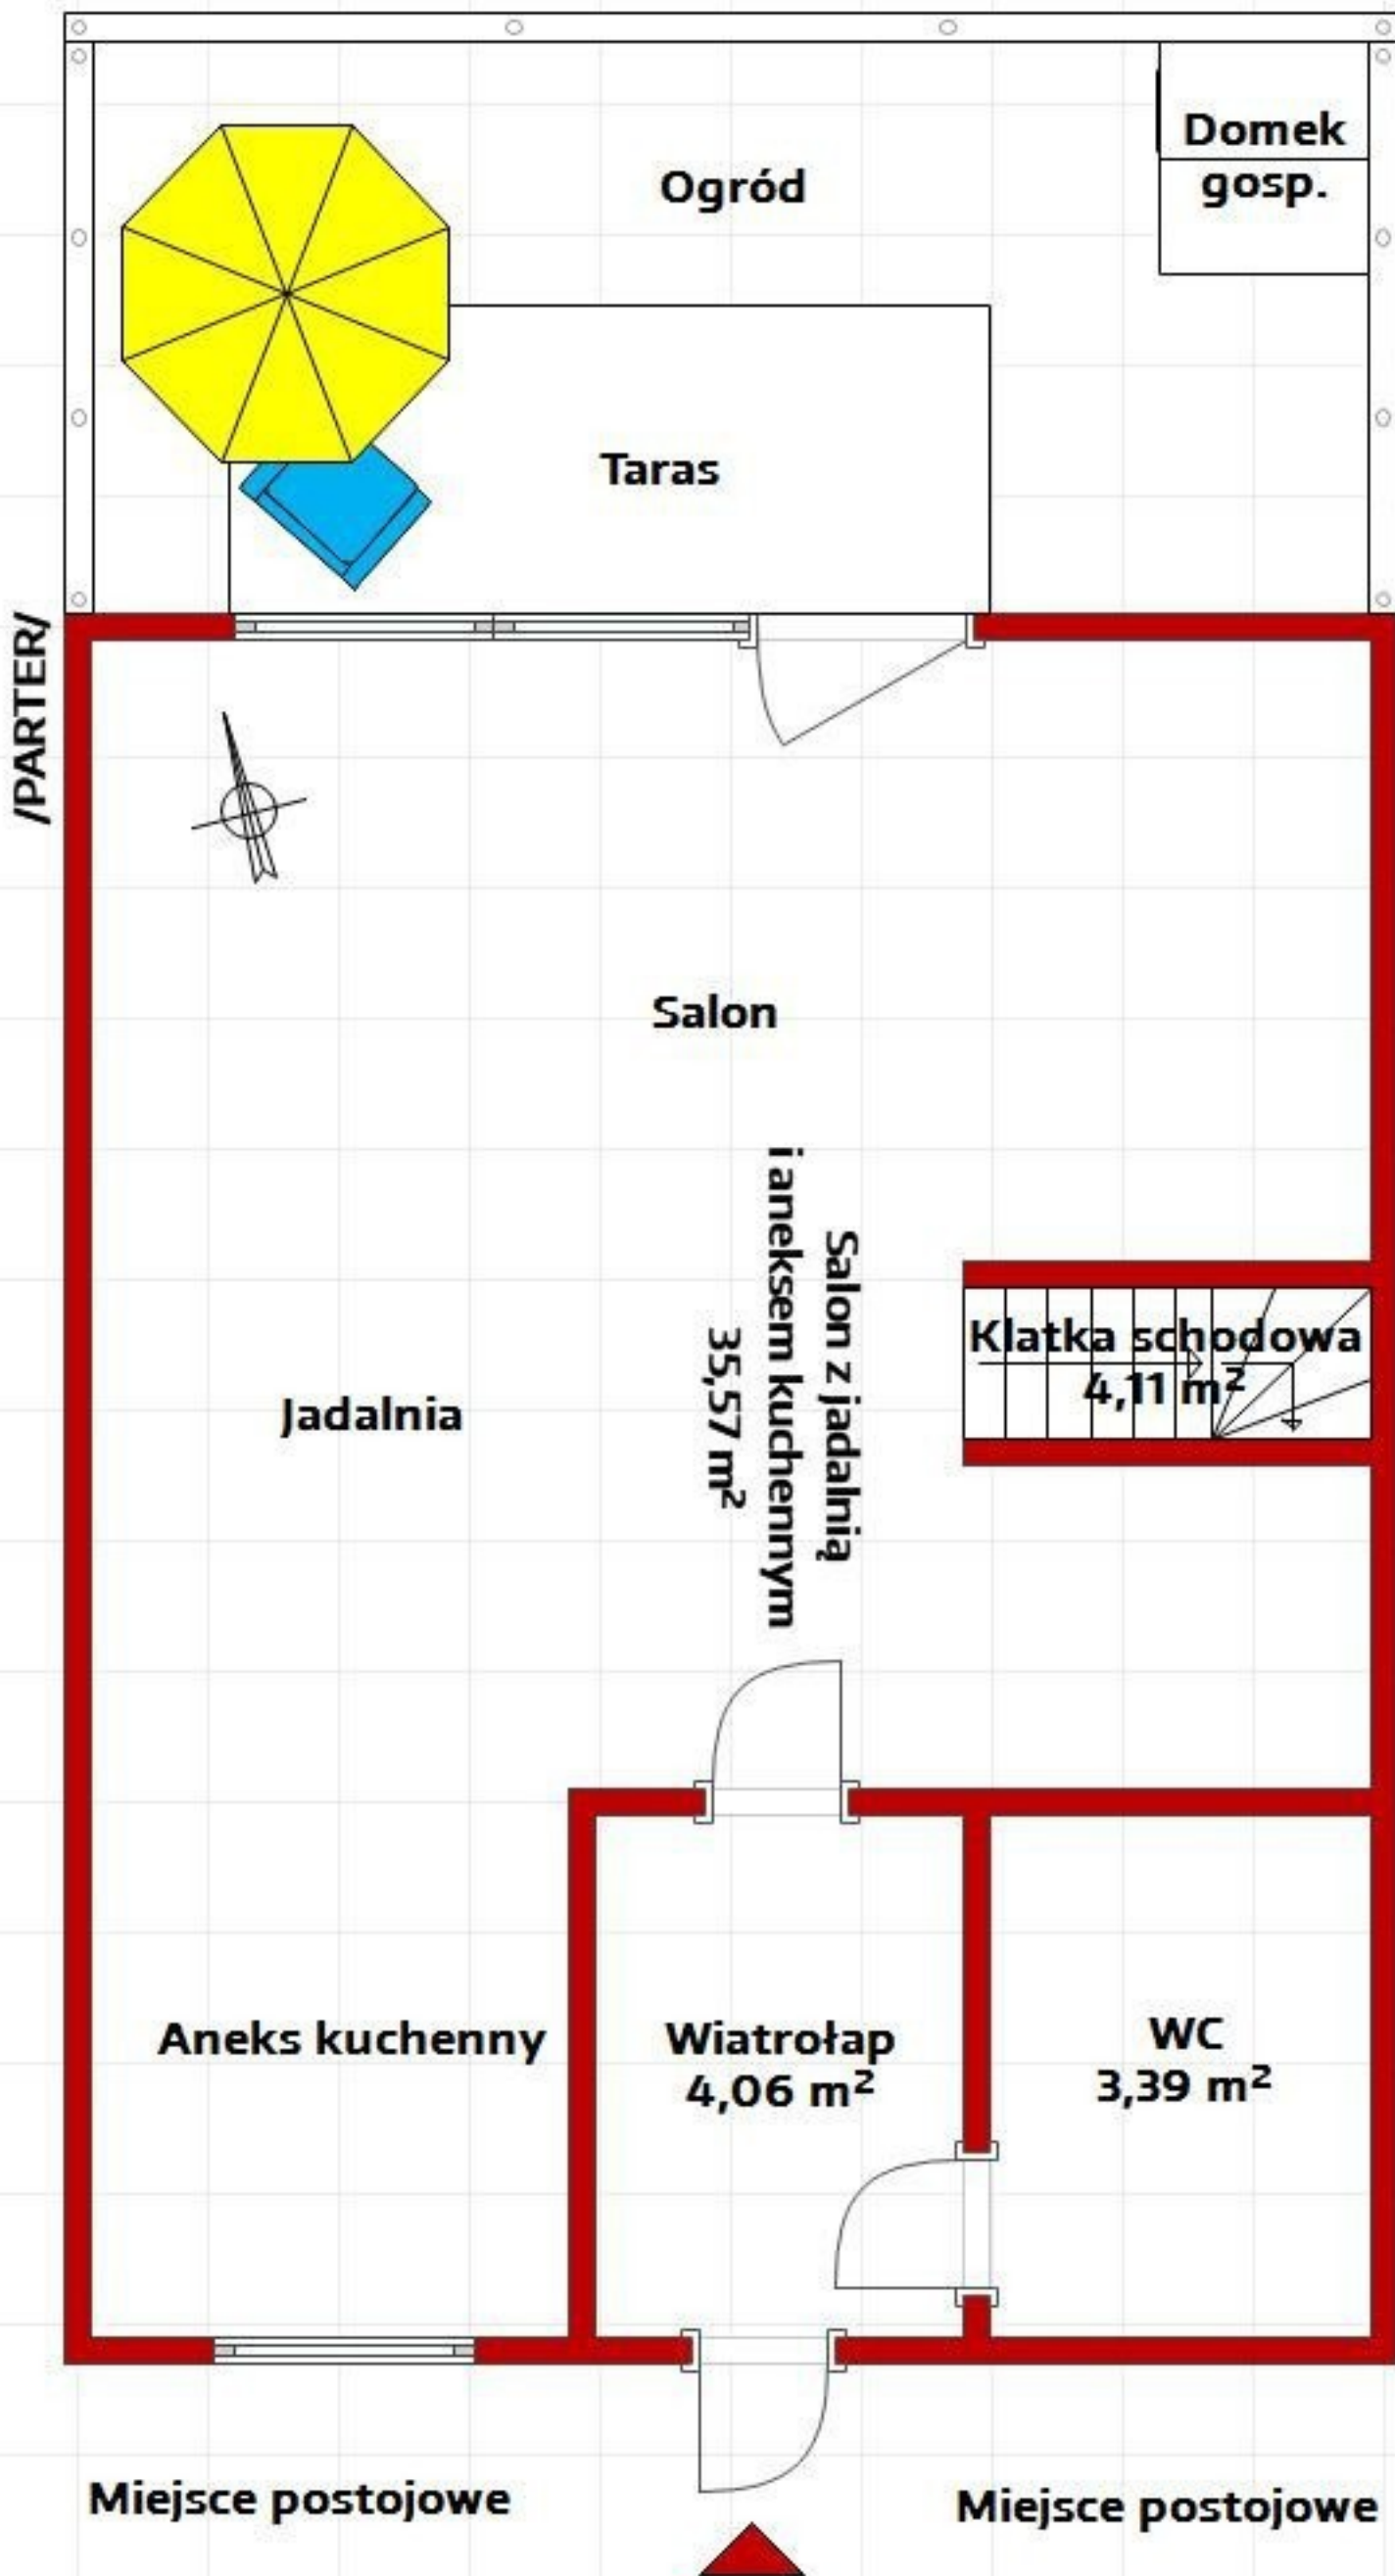 Ogród
Domek
gosp.
Taras
/PARTER/
Salon
Salon z jadalnią
i aneksem kuchennym
35,57 m²
Klatka schodowa
4,11 m²
Jadalnia
Aneks kuchenny
Wiatrołap
4,06 m²
WC
3,39 m²
Miejsce postojowe
Miejsce postojowe